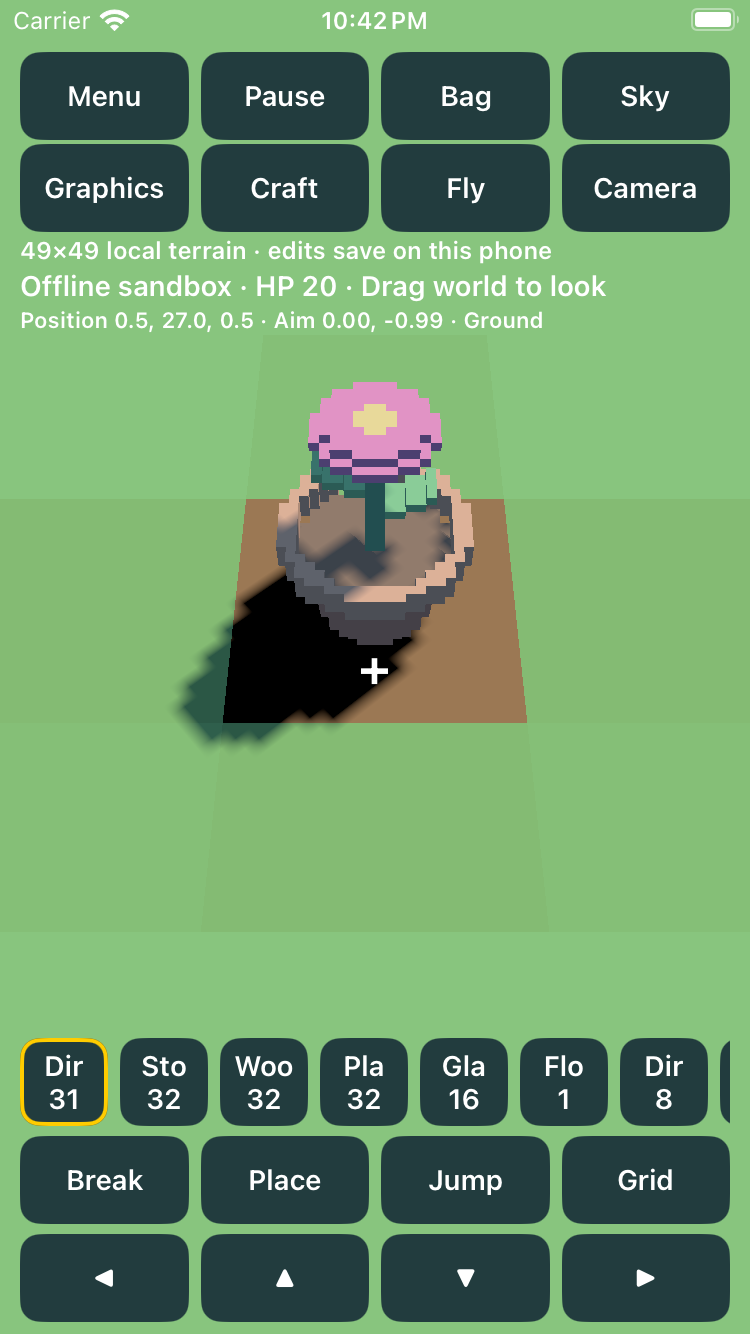 Carrier 10:42 PM
Menu Pause Bag Sky
Graphics Craft Fly Camera
49×49 local terrain · edits save on this phone
Offline sandbox · HP 20 · Drag world to look
Position 0.5, 27.0, 0.5 · Aim 0.00, -0.99 · Ground
Dir Sto Woo Pla Gla Flo Dir
31 32 32 32 16 1 8
Break Place Jump Grid